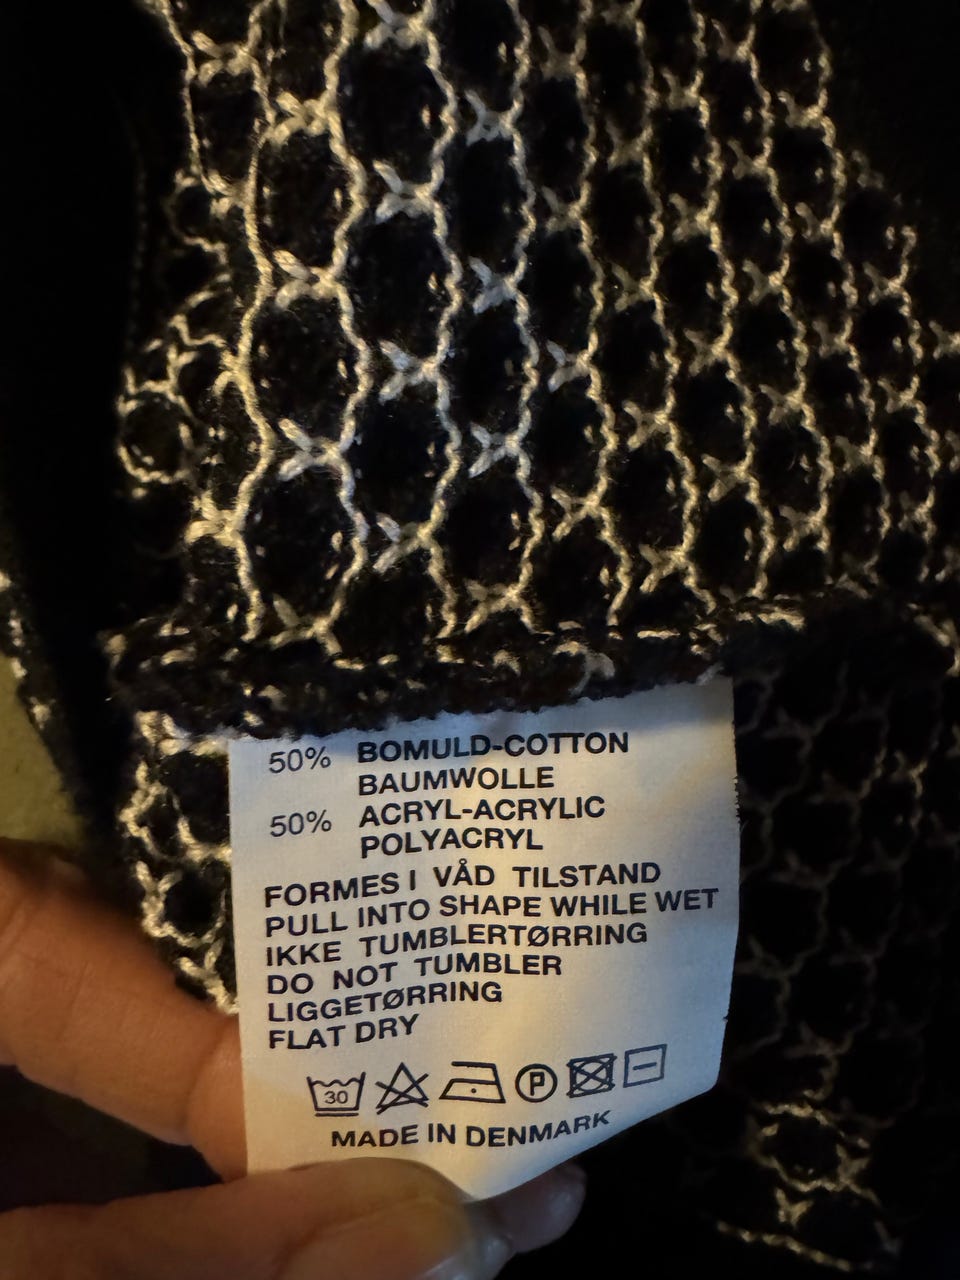 50% BOMULD-COTTON
BAUMWOLLE
50% ACRYL-ACRYLIC
POLYACRYL
FORMES I VÅD TILSTAND
PULL INTO SHAPE WHILE WET
IKKE TUMBLERTØRRING
DO NOT TUMBLER
LIGGETØRRING
FLAT DRY
30 P
MADE IN DENMARK